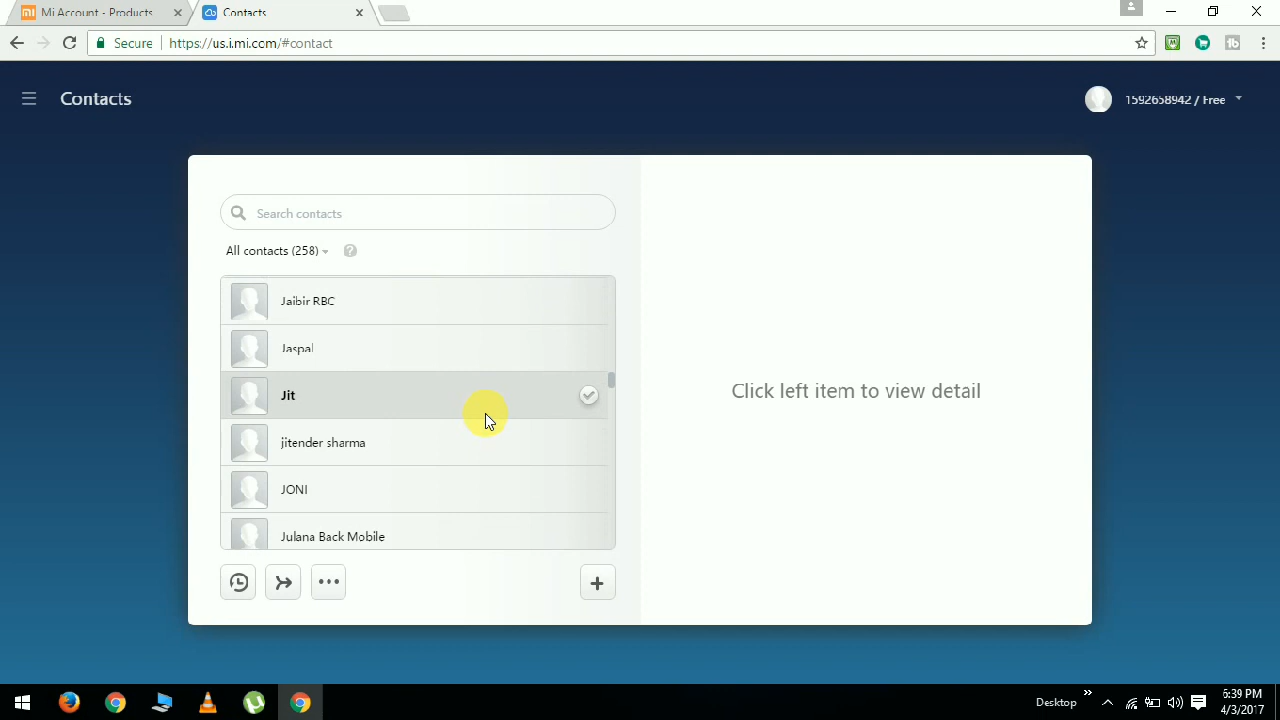 Mi Account - Products
Contacts
Secure
https://us.i.mi.com/#contact
Contacts
1592658942 / Free
Search contacts
All contacts (258)
?
Jaibir RBC
Jaspal
Jit
Click left item to view detail
jitender sharma
JONI
Julana Back Mobile
Desktop
6:39 PM
4/3/2017